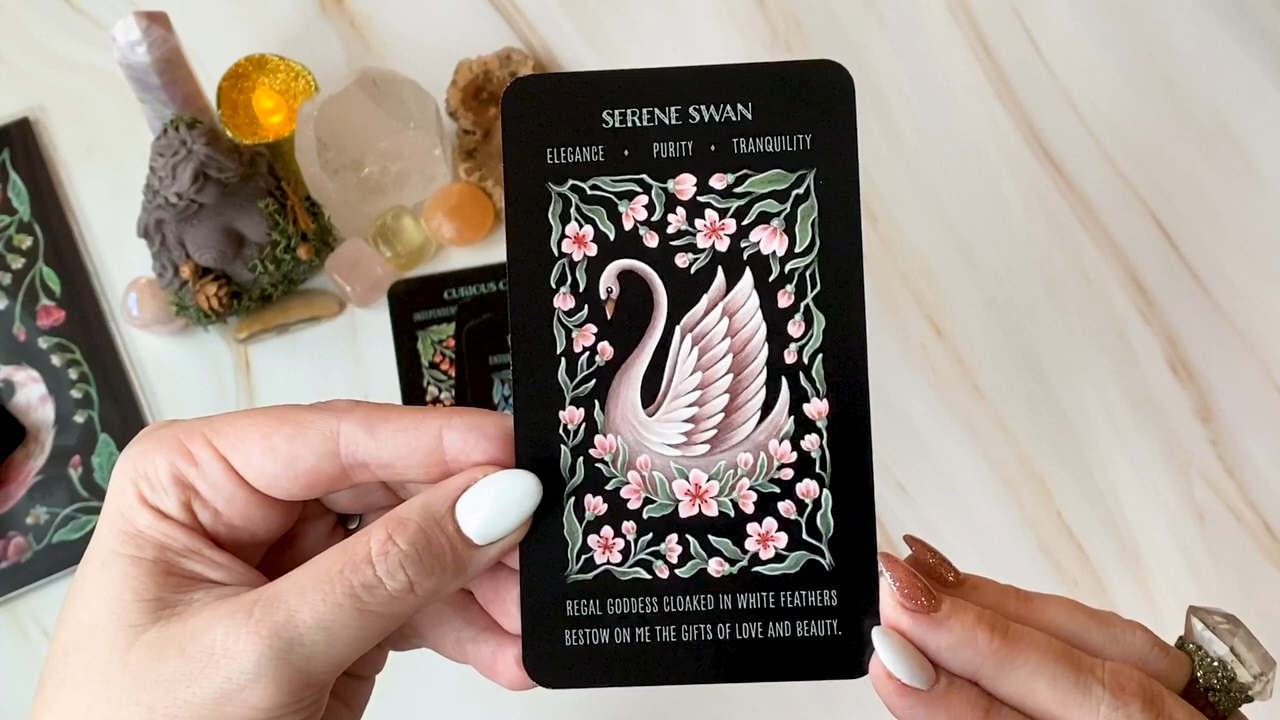 SERENE SWAN
ELEGANCE • PURITY • TRANQUILITY
REGAL GODDESS CLOAKED IN WHITE FEATHERS
BESTOW ON ME THE GIFTS OF LOVE AND BEAUTY.
CURIOUS